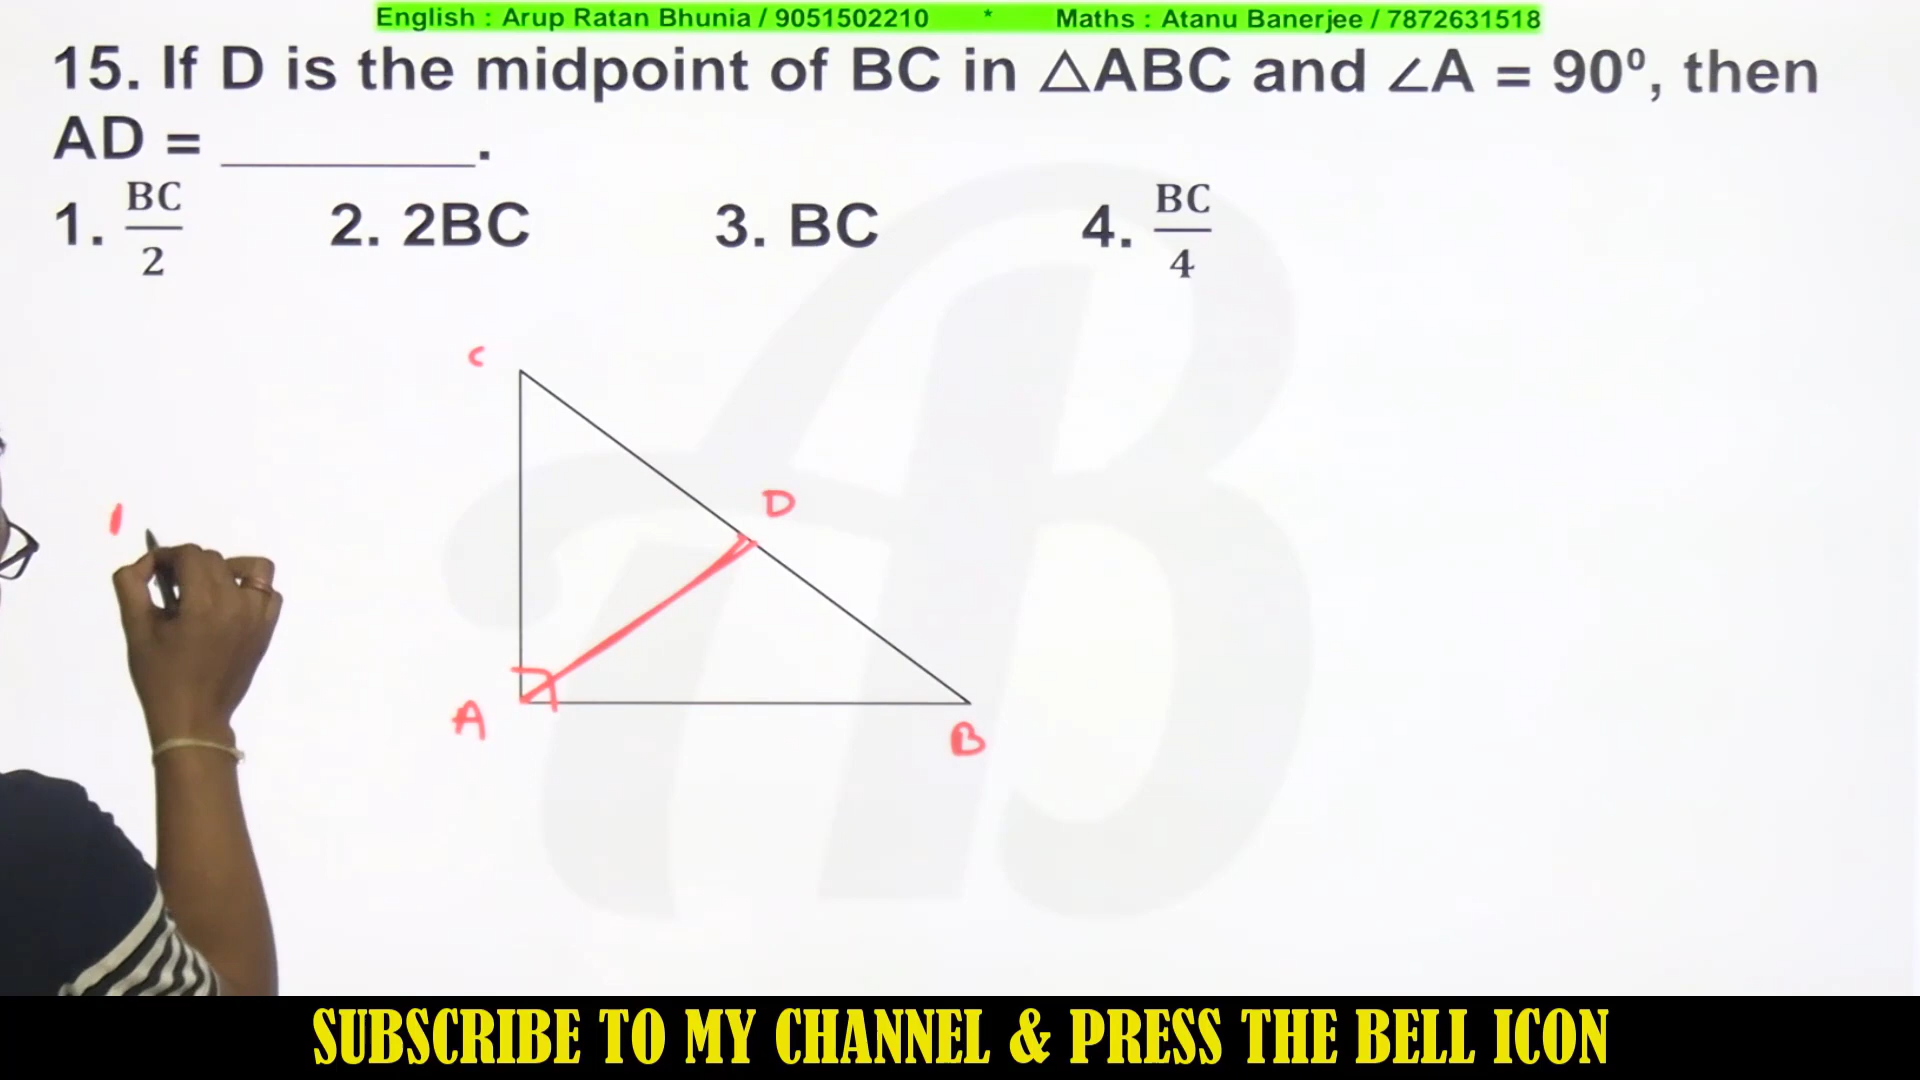 English : Arup Ratan Bhunia / 9051502210 * Maths : Atanu Banerjee / 7872631518
15. If D is the midpoint of BC in △ABC and ∠A = 90⁰, then
AD = ________.
1. BC/2 2. 2BC 3. BC 4. BC/4
C
D
A
B
SUBSCRIBE TO MY CHANNEL & PRESS THE BELL ICON